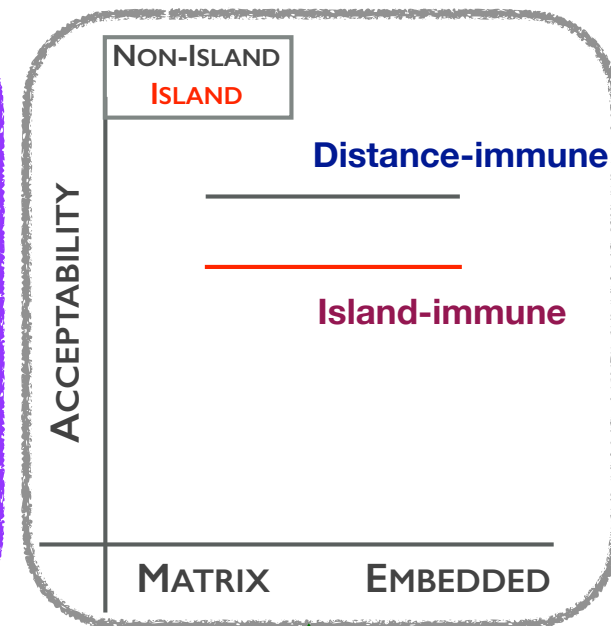 NON-ISLAND
ISLAND
Distance-immune
ACCEPTABILITY
Island-immune
MATRIX EMBEDDED